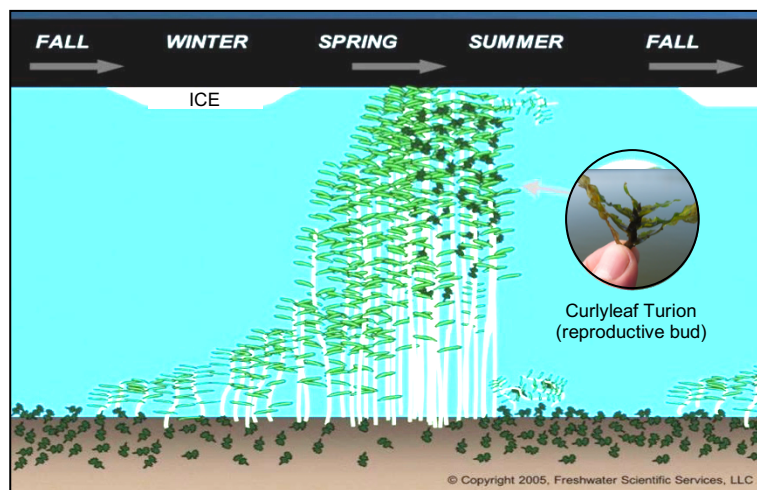 FALL WINTER SPRING SUMMER FALL
ICE
Curlyleaf Turion
(reproductive bud)
© Copyright 2005, Freshwater Scientific Services, LLC